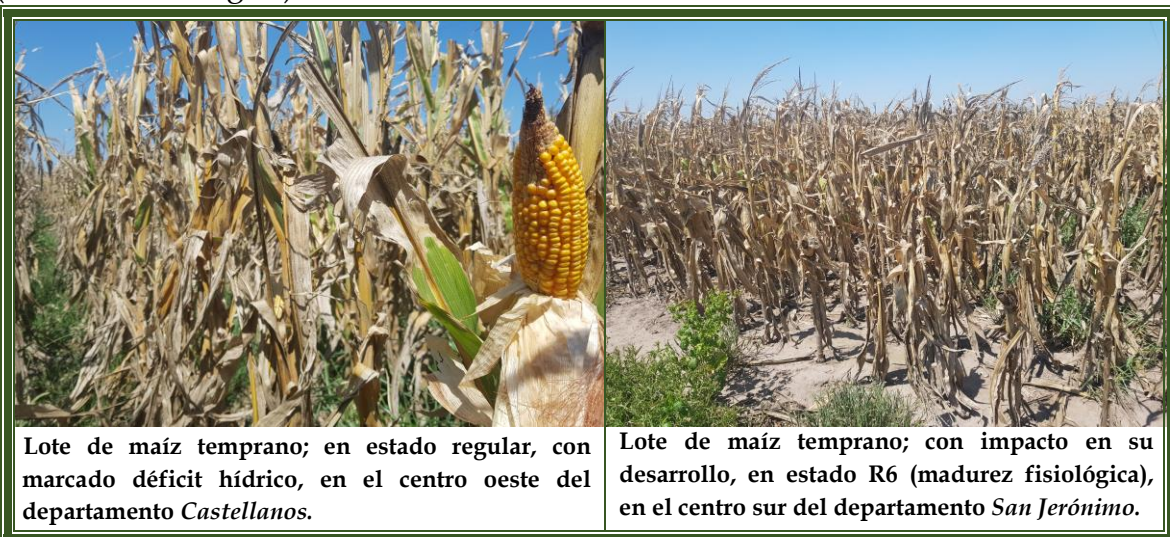 Lote de maíz temprano; en estado regular, con
marcado déficit hídrico, en el centro oeste del
departamento Castellanos.
Lote de maíz temprano; con impacto en su
desarrollo, en estado R6 (madurez fisiológica),
en el centro sur del departamento San Jerónimo.